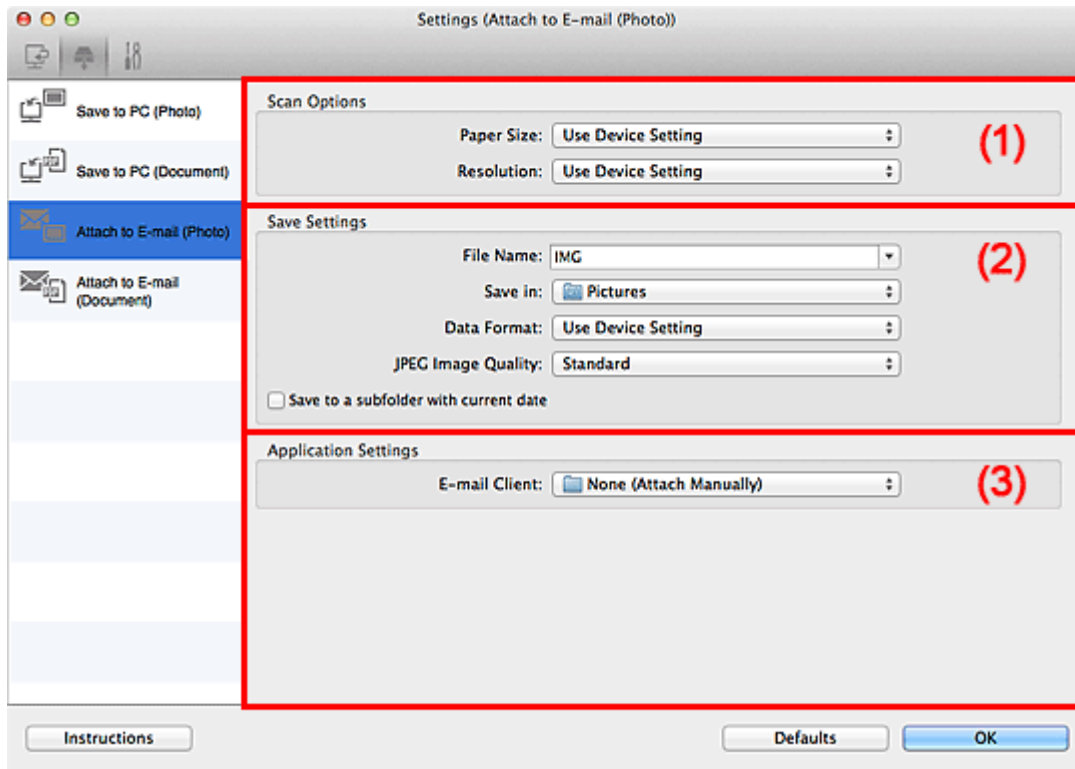 Settings (Attach to E-mail (Photo))
Save to PC (Photo)
Save to PC (Document)
Attach to E-mail (Photo)
Attach to E-mail
(Document)
Scan Options
Paper Size: Use Device Setting
Resolution: Use Device Setting
(1)
Save Settings
File Name: IMG
Save in: Pictures
Data Format: Use Device Setting
JPEG Image Quality: Standard
Save to a subfolder with current date
(2)
Application Settings
E-mail Client: None (Attach Manually)
(3)
Instructions
Defaults
OK